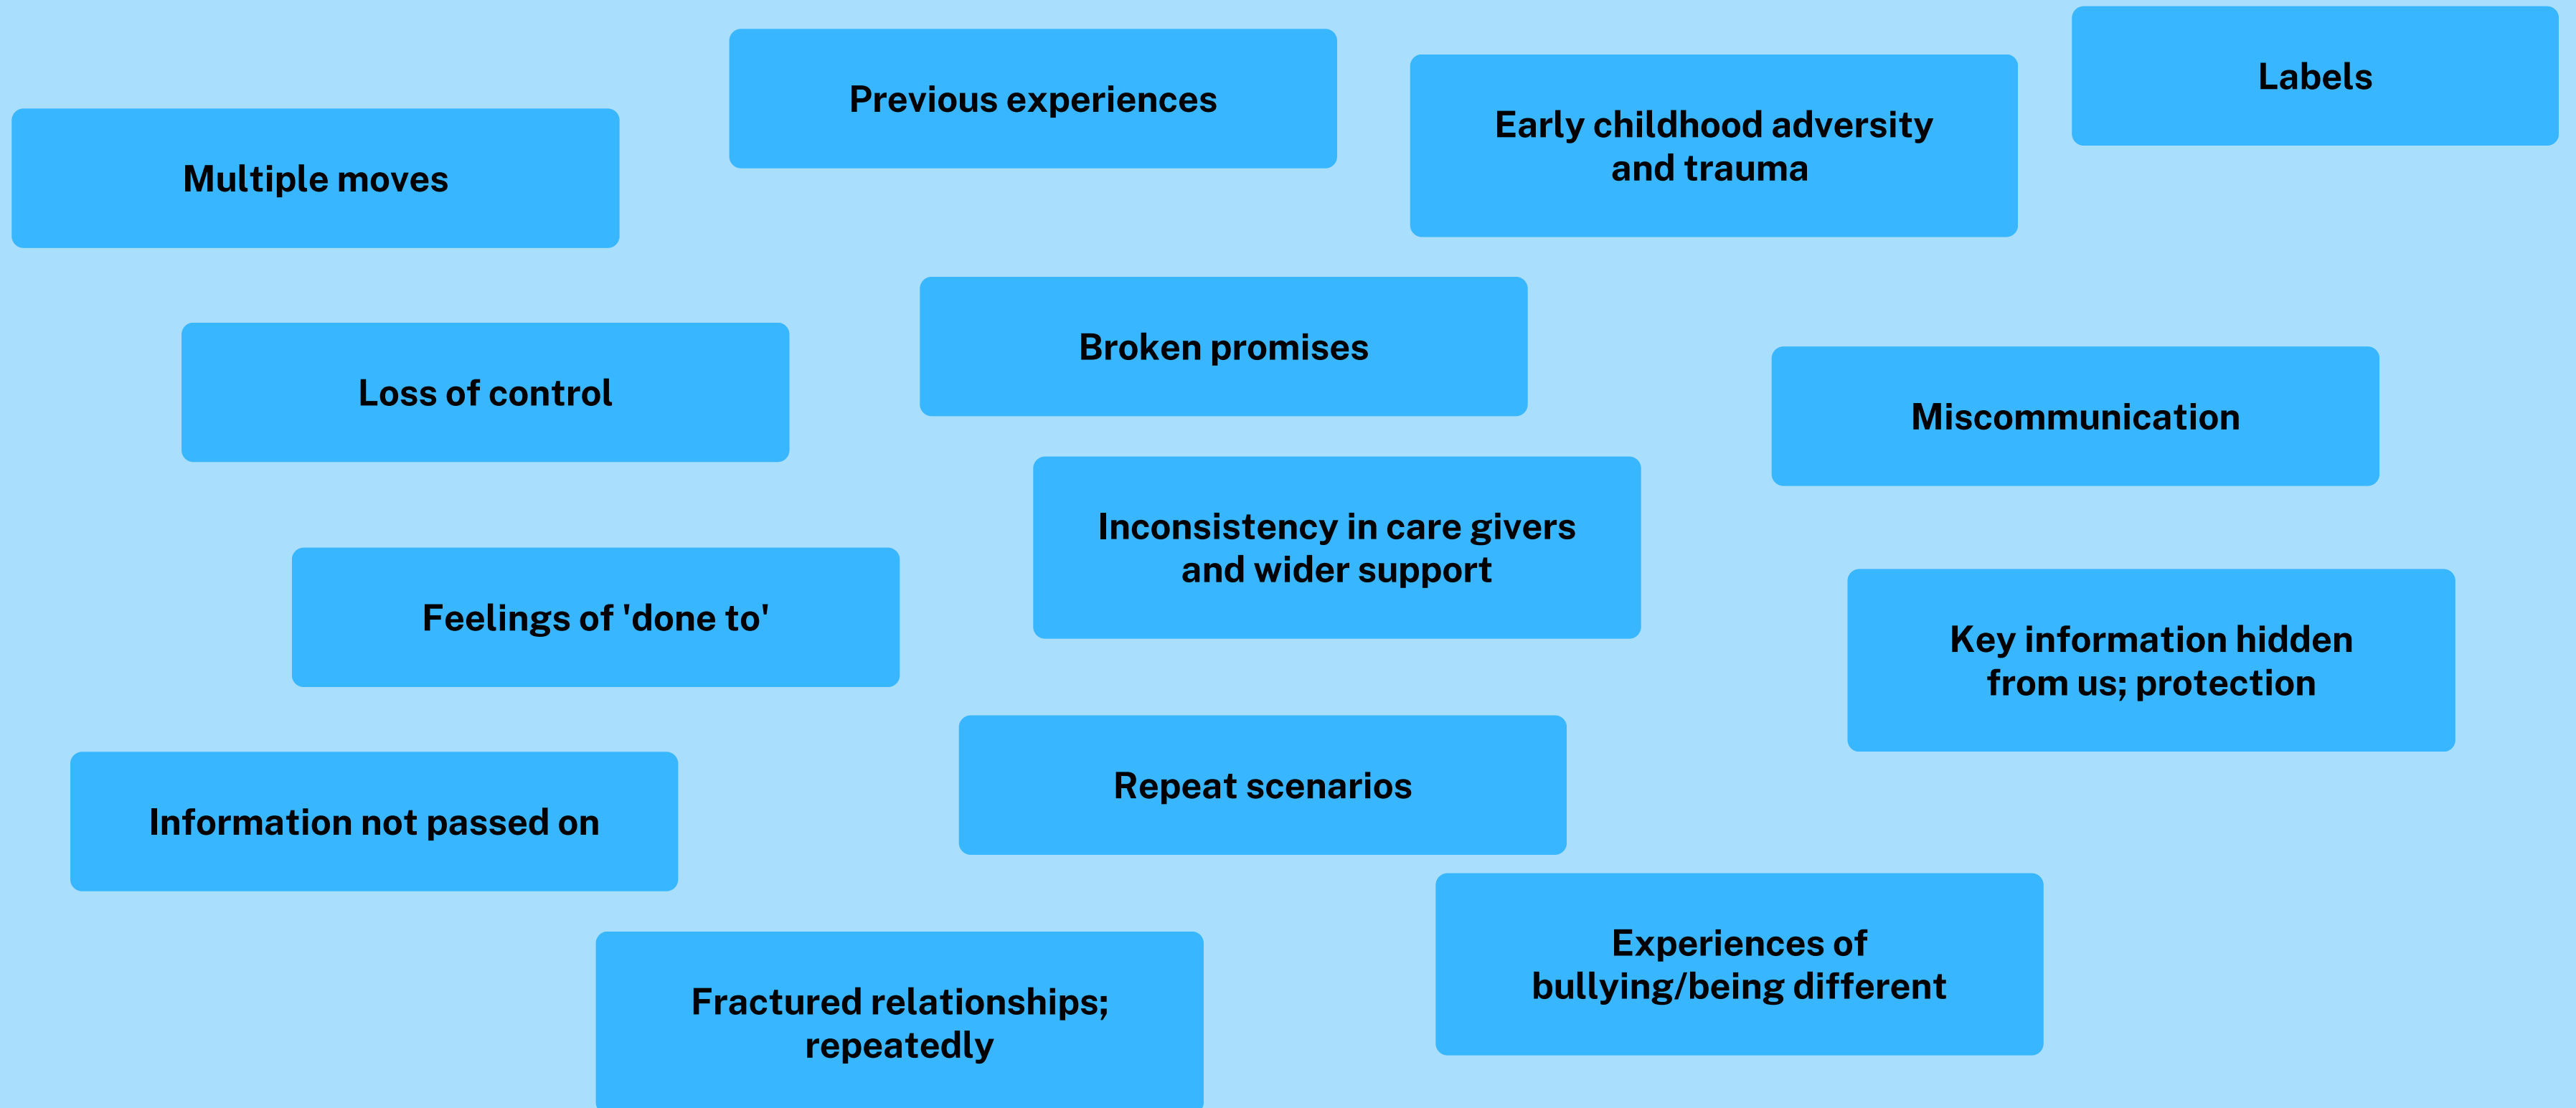 Labels
Previous experiences
Early childhood adversity
and trauma
Multiple moves
Broken promises
Loss of control
Miscommunication
Inconsistency in care givers
and wider support
Feelings of 'done to'
Key information hidden
from us; protection
Repeat scenarios
Information not passed on
Experiences of
bullying/being different
Fractured relationships;
repeatedly